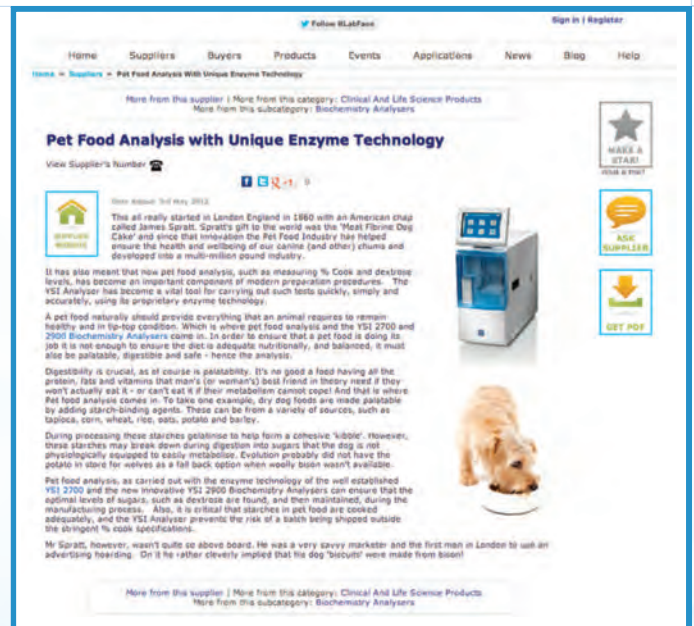 Follow @LabFace
Sign in | Register
Home Suppliers Buyers Products Events Applications News Blog Help
Home » Suppliers » Pet Food Analysis With Unique Enzyme Technology
More from this supplier | More from this category: Clinical And Life Science Products
More from this subcategory: Biochemistry Analysers
Pet Food Analysis with Unique Enzyme Technology
View Supplier's Number
MAKE A
STAR!
SUPPLIER
WEBSITE
3rd May 2012
This all really started in London England in 1860 with an American chap
called James Spratt. Spratt's gift to the world was the 'Meat Fibrine Dog
Cake' and since that innovation the Pet Food Industry has helped
ensure the health and wellbeing of our canine (and other) chums and
developed into a multi-million pound industry.
ASK
SUPPLIER
It has also meant that now pet food analysis, such as measuring % Cook and dextrose
levels, has become an important component of modern preparation procedures. The
YSI Analyser has become a vital tool for carrying out such tests quickly, simply and
accurately, using its proprietary enzyme technology.
GET PDF
A pet food naturally should provide everything that an animal requires to remain
healthy and in tip-top condition. Which is where pet food analysis and the YSI 2700 and
2900 Biochemistry Analysers come in. In order to ensure that a pet food is doing its
job it is not enough to ensure the diet is adequate nutritionally, and balanced, it must
also be palatable, digestible and safe - hence the analysis.
Digestibility is crucial, as of course is palatability. It's no good a food having all the
protein, fats and vitamins that man's (or woman's) best friend in theory need if they
won't actually eat it - or can't eat it if their metabolism cannot cope! And that is where
Pet food analysis comes in. To take one example, dry dog foods are made palatable
by adding starch-binding agents. These can be from a variety of sources, such as
tapioca, corn, wheat, rice, oats, potato and barley.
During processing these starches gelatinise to help form a cohesive 'kibble'. However,
these starches may break down during digestion into sugars that the dog is not
physiologically equipped to easily metabolise. Evolution probably did not have the
potato in store for wolves as a fall back option when woolly bison wasn't available.
Pet food analysis, as carried out with the enzyme technology of the well established
YSI 2700 and the new innovative YSI 2900 Biochemistry Analysers can ensure that the
optimal levels of sugars, such as dextrose are found, and then maintained, during the
manufacturing process. Also, it is critical that starches in pet food are cooked
adequately, and the YSI Analyser prevents the risk of a batch being shipped outside
the stringent % cook specifications.
Mr Spratt, however, wasn't quite so above board. He was a very savvy marketer and the first man in London to use an
advertising hoarding. On it he rather cleverly implied that his dog 'biscuits' were made from bison!
More from this supplier | More from this category: Clinical And Life Science Products
More from this subcategory: Biochemistry Analysers